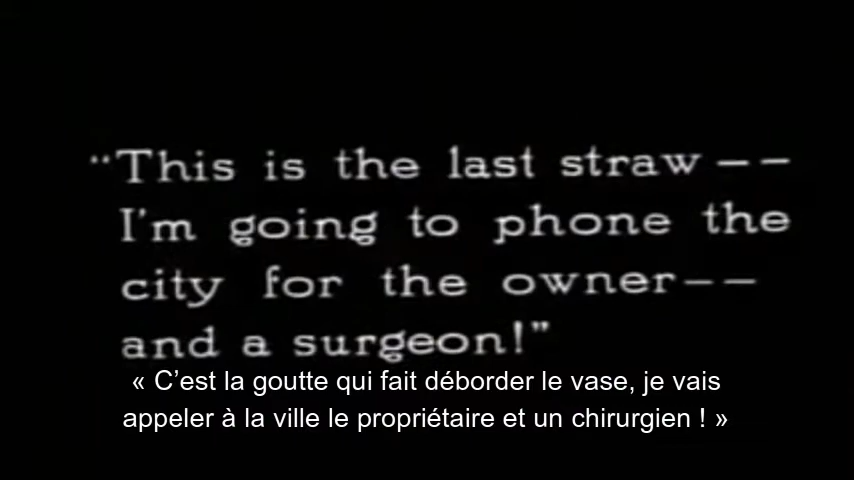 “This is the last straw – –
I'm going to phone the
city for the owner– –
and a surgeon!”
« C’est la goutte qui fait déborder le vase, je vais
appeler à la ville le propriétaire et un chirurgien ! »